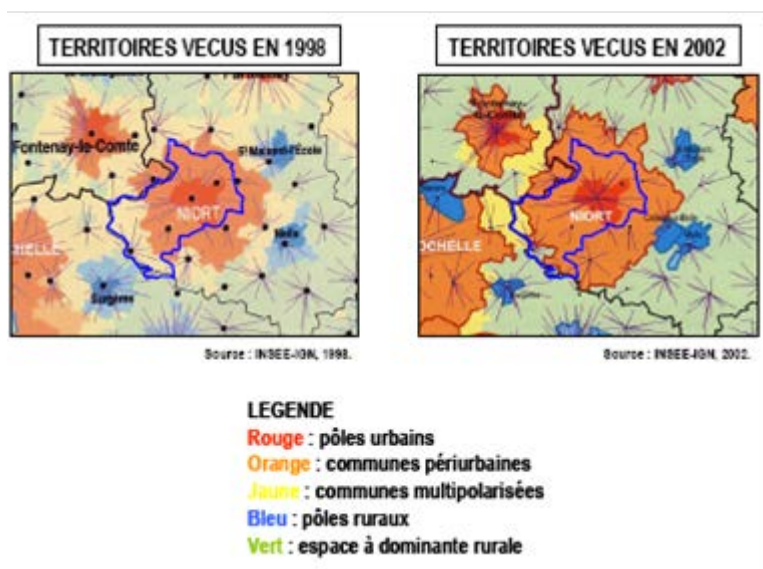 TERRITOIRES VECUS EN 1998
TERRITOIRES VECUS EN 2002
Fontenay-le-Comte
St Maixent-l'École
NIORT
Melle
Surgères
NIORT
OCHELLE
Source : INSEE-IGN, 1998.
Source : INSEE-IGN, 2002.
LEGENDE
Rouge : pôles urbains
Orange : communes périurbaines
Jaune : communes multipolarisées
Bleu : pôles ruraux
Vert : espace à dominante rurale